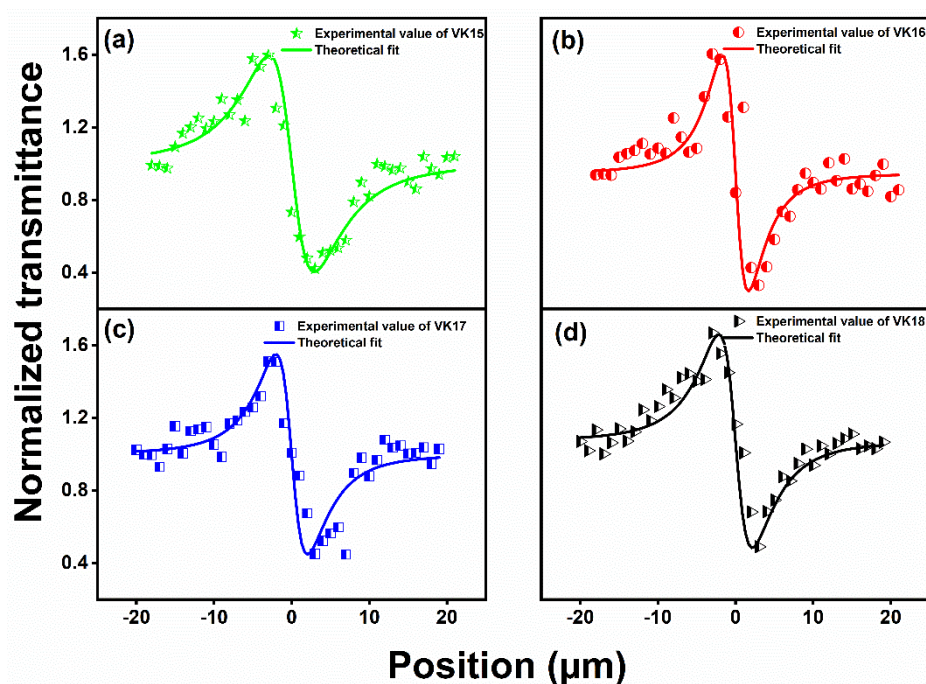 (a)
Experimental value of VK15
Theoretical fit
(b)
Experimental value of VK16
Theoretical fit
1.6
1.2
0.8
0.4
Normalized transmittance
(c)
Experimental value of VK17
Theoretical fit
(d)
Experimental value of VK18
Theoretical fit
1.6
1.2
0.8
0.4
-20 -10 0 10 20 -20 -10 0 10 20
Position (μm)